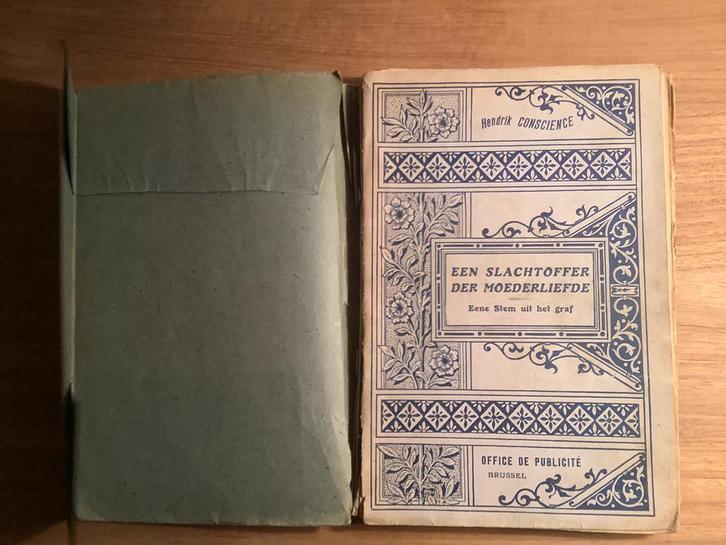 Hendrik CONSCIENCE
EEN SLACHTOFFER
DER MOEDERLIEFDE
Eene Stem uit het graf
OFFICE DE PUBLICITÉ
BRUSSEL